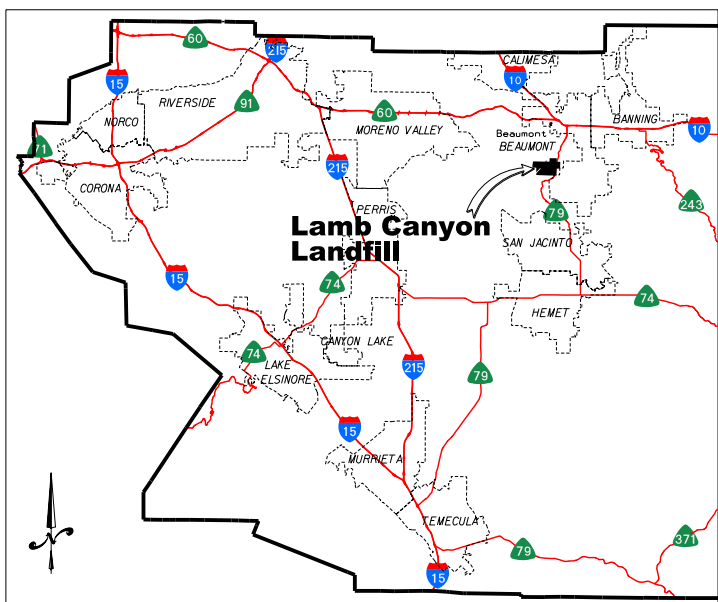 60
215
CALIMESA
15
10
RIVERSIDE
91
NORCO
60
BANNING
MORENO VALLEY
Beaumont
BEAUMONT
10
71
215
CORONA
PERRIS
243
79
Lamb Canyon
Landfill
SAN JACINTO
15
74
74
HEMET
CANYON LAKE
74
LAKE
ELSINORE
215
79
15
MURRIETA
TEMECULA
371
79
15
N